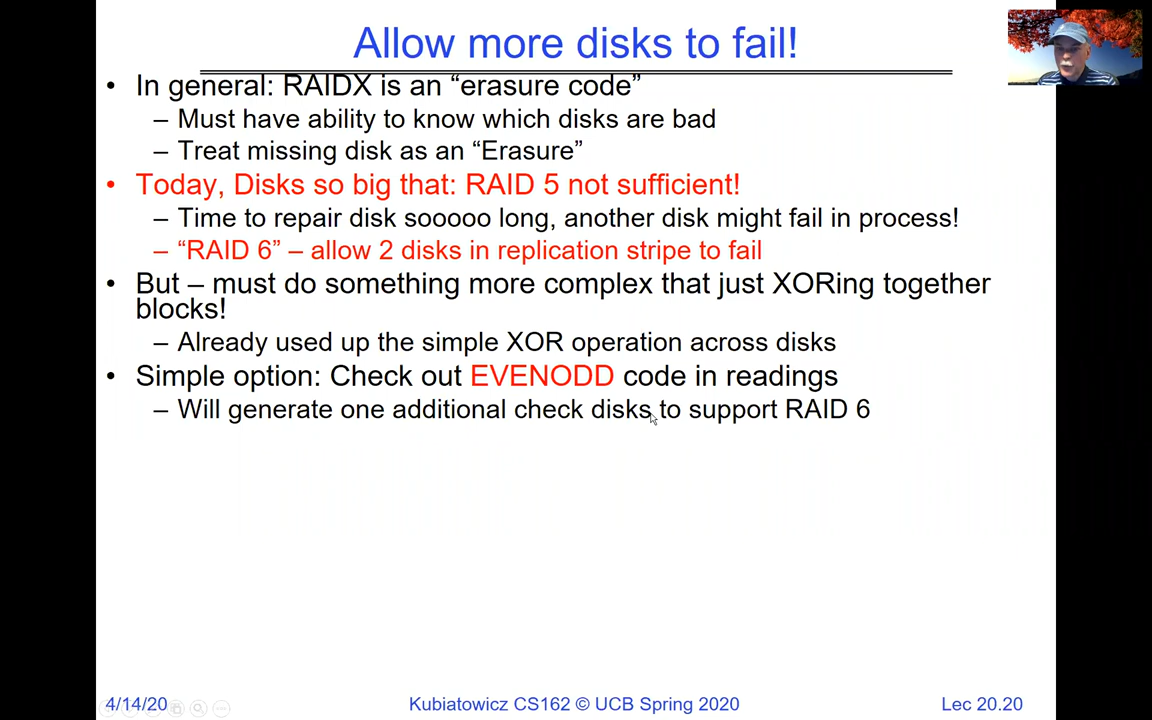 Allow more disks to fail!
• In general: RAIDX is an “erasure code”
– Must have ability to know which disks are bad
– Treat missing disk as an “Erasure”
• Today, Disks so big that: RAID 5 not sufficient!
– Time to repair disk sooooo long, another disk might fail in process!
– “RAID 6” – allow 2 disks in replication stripe to fail
• But – must do something more complex that just XORing together
blocks!
– Already used up the simple XOR operation across disks
• Simple option: Check out EVENODD code in readings
– Will generate one additional check disks to support RAID 6
4/14/20
Kubiatowicz CS162 © UCB Spring 2020
Lec 20.20